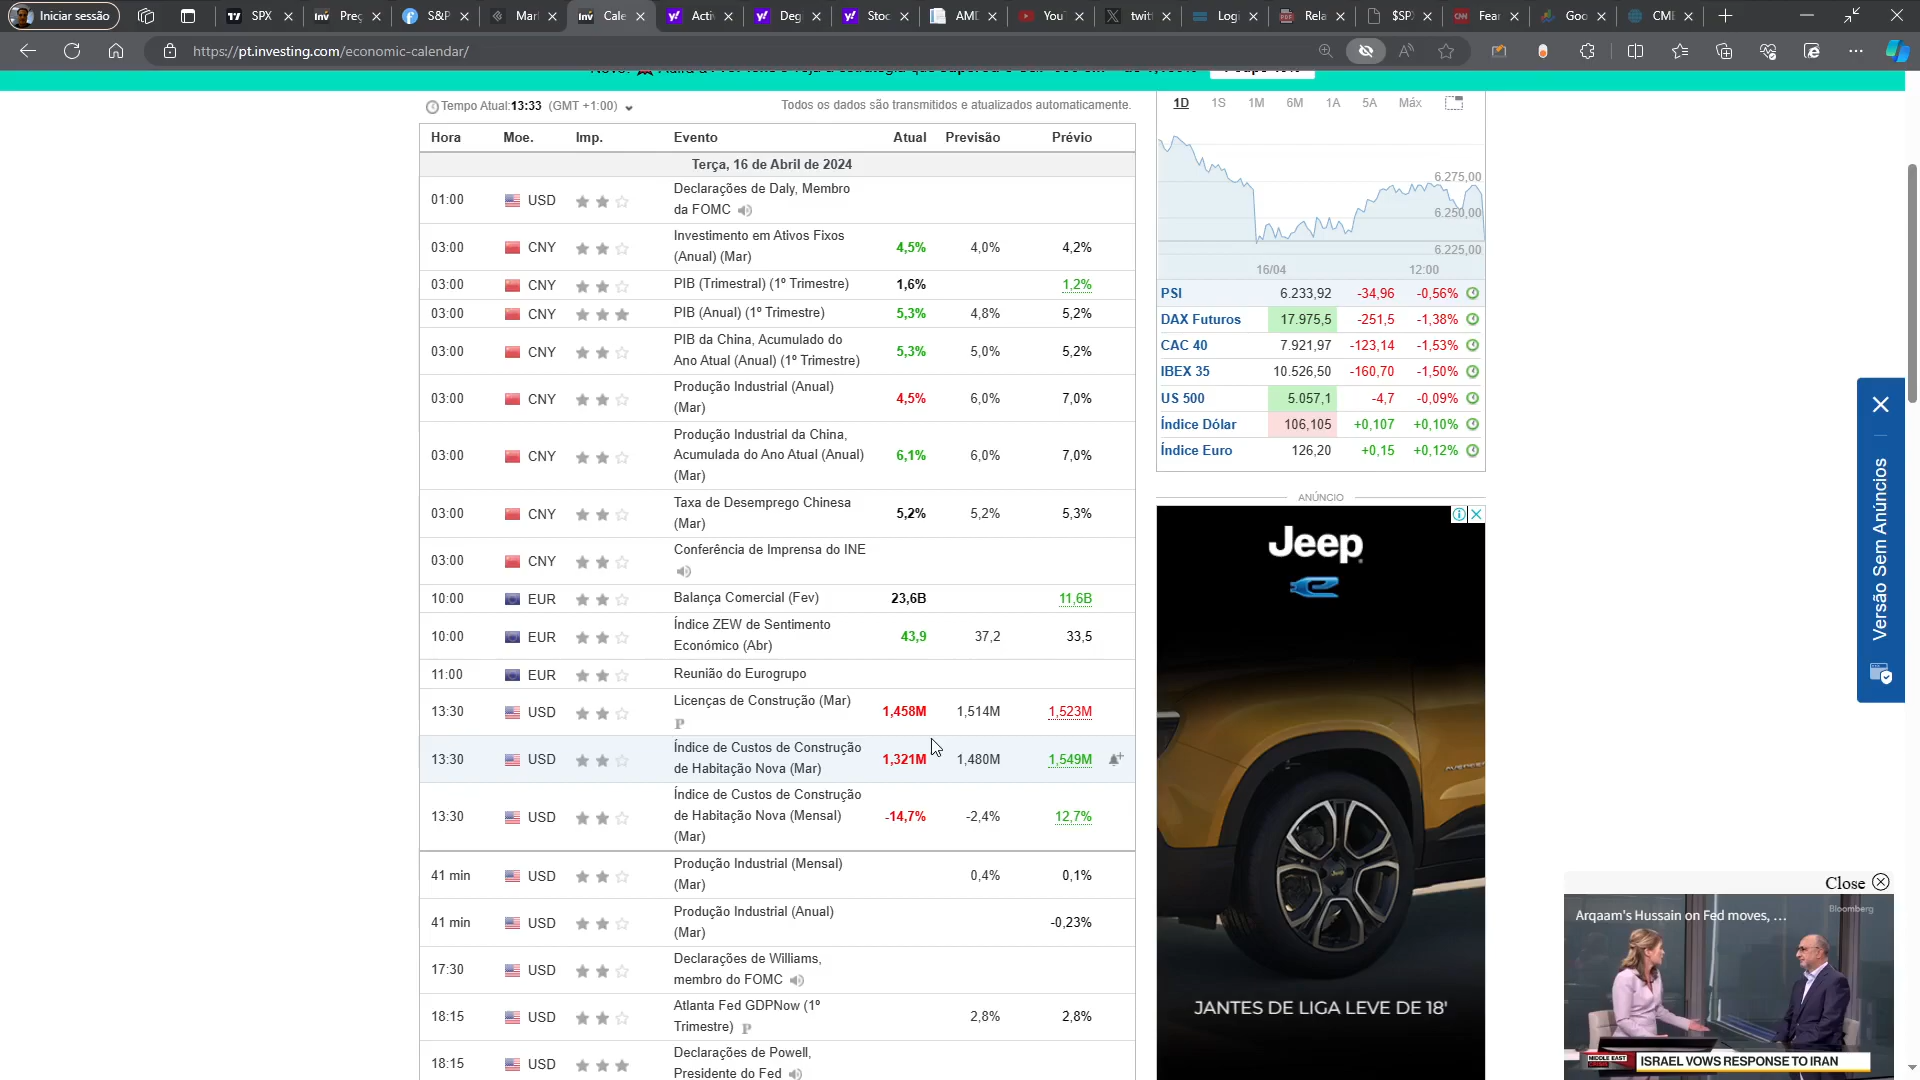 Iniciar sessão
SPX
Preç
S&P
Marl
Cale
Activ
Deg
Stoc
AMD
YouT
twitt
Logi
Rela
$SP
Fear
Goo
CME
https://pt.investing.com/economic-calendar/
Tempo Atual:13:33 (GMT +1:00)
Todos os dados são transmitidos e atualizados automaticamente.
Hora Moe. Imp. Evento Atual Previsão Prévio
Terça, 16 de Abril de 2024
01:00 USD Declarações de Daly, Membro
da FOMC
03:00 CNY Investimento em Ativos Fixos
(Anual) (Mar) 4,5% 4,0% 4,2%
03:00 CNY PIB (Trimestral) (1º Trimestre) 1,6% 1,2%
03:00 CNY PIB (Anual) (1º Trimestre) 5,3% 4,8% 5,2%
03:00 CNY PIB da China, Acumulado do
Ano Atual (Anual) (1º Trimestre) 5,3% 5,0% 5,2%
03:00 CNY Produção Industrial (Anual)
(Mar) 4,5% 6,0% 7,0%
03:00 CNY Produção Industrial da China,
Acumulada do Ano Atual (Anual)
(Mar) 6,1% 6,0% 7,0%
03:00 CNY Taxa de Desemprego Chinesa
(Mar) 5,2% 5,2% 5,3%
03:00 CNY Conferência de Imprensa do INE
10:00 EUR Balança Comercial (Fev) 23,6B 11,6B
10:00 EUR Índice ZEW de Sentimento
Económico (Abr) 43,9 37,2 33,5
11:00 EUR Reunião do Eurogrupo
13:30 USD Licenças de Construção (Mar)
P 1,458M 1,514M 1,523M
13:30 USD Índice de Custos de Construção
de Habitação Nova (Mar) 1,321M 1,480M 1,549M
13:30 USD Índice de Custos de Construção
de Habitação Nova (Mensal)
(Mar) -14,7% -2,4% 12,7%
41 min USD Produção Industrial (Mensal)
(Mar) 0,4% 0,1%
41 min USD Produção Industrial (Anual)
(Mar) -0,23%
17:30 USD Declarações de Williams,
membro do FOMC
18:15 USD Atlanta Fed GDPNow (1º
Trimestre) P 2,8% 2,8%
18:15 USD Declarações de Powell,
Presidente do Fed
1D 1S 1M 6M 1A 5A Máx
6.275,00
6.250,00
6.225,00
16/04 12:00
PSI 6.233,92 -34,96 -0,56%
DAX Futuros 17.975,5 -251,5 -1,38%
CAC 40 7.921,97 -123,14 -1,53%
IBEX 35 10.526,50 -160,70 -1,50%
US 500 5.057,1 -4,7 -0,09%
Índice Dólar 106,105 +0,107 +0,10%
Índice Euro 126,20 +0,15 +0,12%
ANÚNCIO
Jeep
e
JANTES DE LIGA LEVE DE 18'
Versão Sem Anúncios
Close
Arqaam's Hussain on Fed moves, ...
Bloomberg
MIDDLE EAST
ISRAEL VOWS RESPONSE TO IRAN